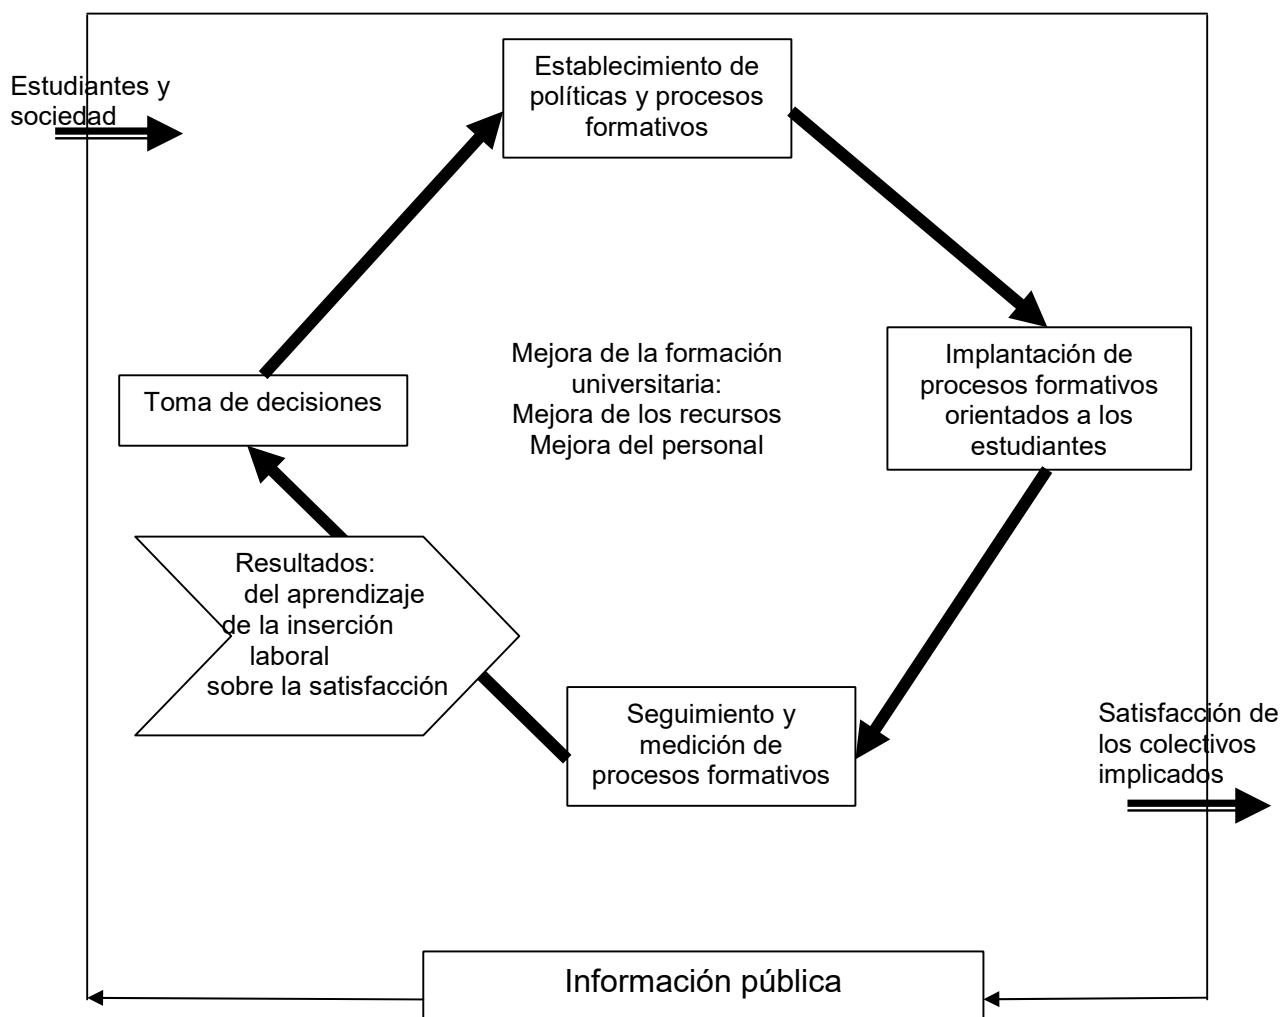 Establecimiento de
políticas y procesos
formativos
Estudiantes y
sociedad
Mejora de la formación
universitaria:
Mejora de los recursos
Mejora del personal
Implantación de
procesos formativos
orientados a los
estudiantes
Toma de decisiones
Resultados:
del aprendizaje
de la inserción
laboral
sobre la satisfacción
Seguimiento y
medición de
procesos formativos
Satisfacción de
los colectivos
implicados
Información pública